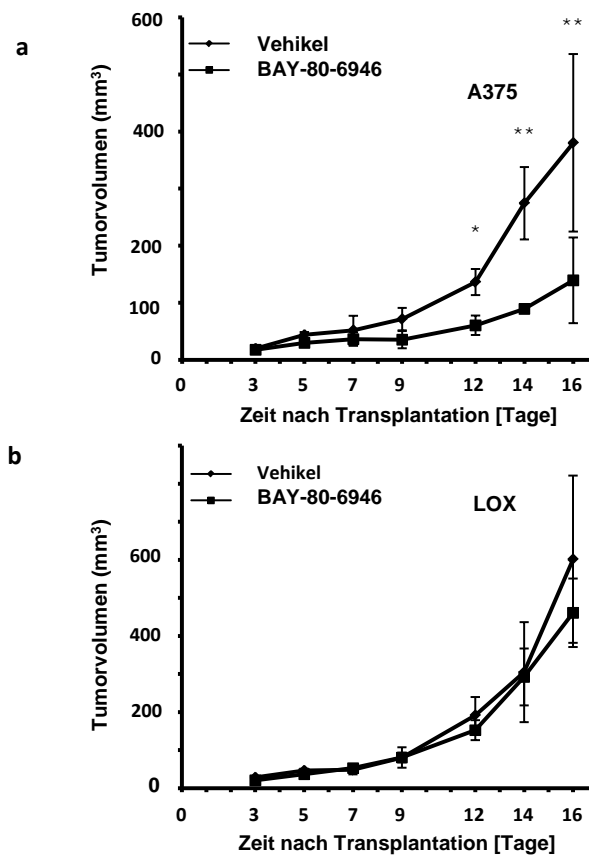 a
600
400
200
100
0
Tumorvolumen (mm³)
Vehikel
BAY-80-6946
A375
*
**
**
0 3 5 7 9 12 14 16
Zeit nach Transplantation [Tage]
b
600
400
200
0
Tumorvolumen (mm³)
Vehikel
BAY-80-6946
LOX
0 3 5 7 9 12 14 16
Zeit nach Transplantation [Tage]